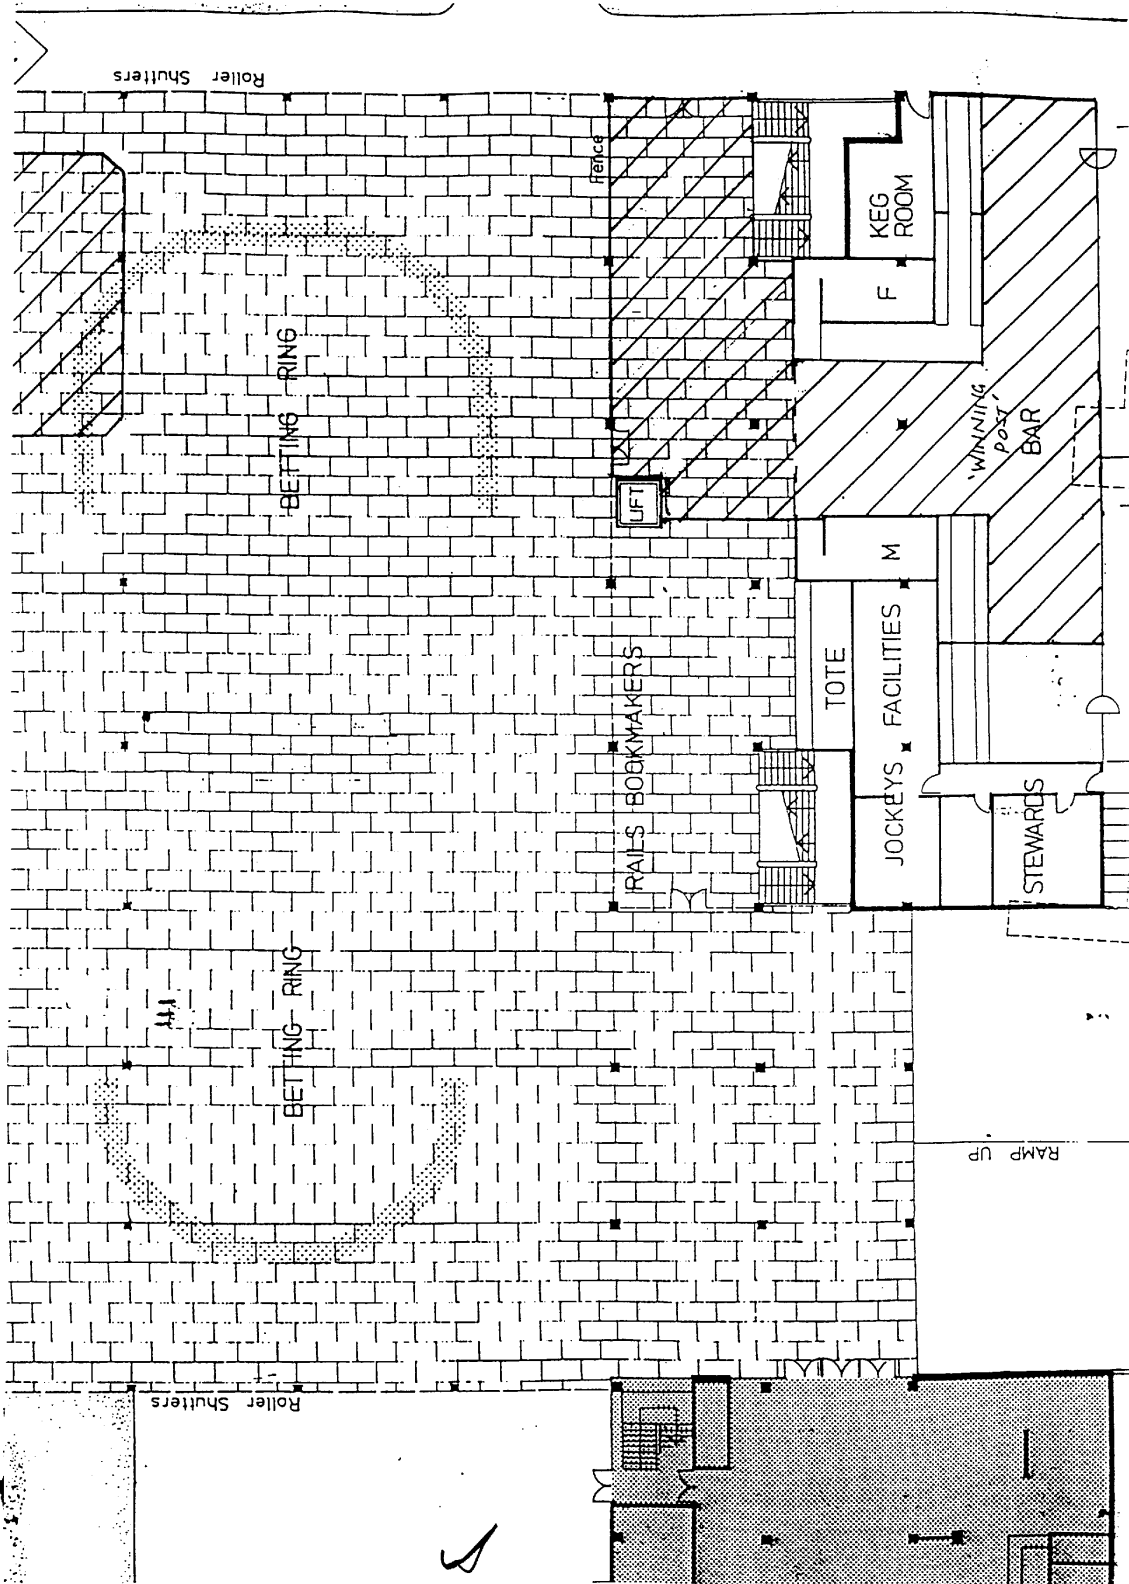 Roller Shutters
Fence
KEG
ROOM
F
BETTING RING
'WINNING
POST'
BAR
LIFT
M
TOTE
JOCKEYS FACILITIES
RAILS BOOKMAKERS
STEWARDS
BETTING RING
RAMP UP
Roller Shutters